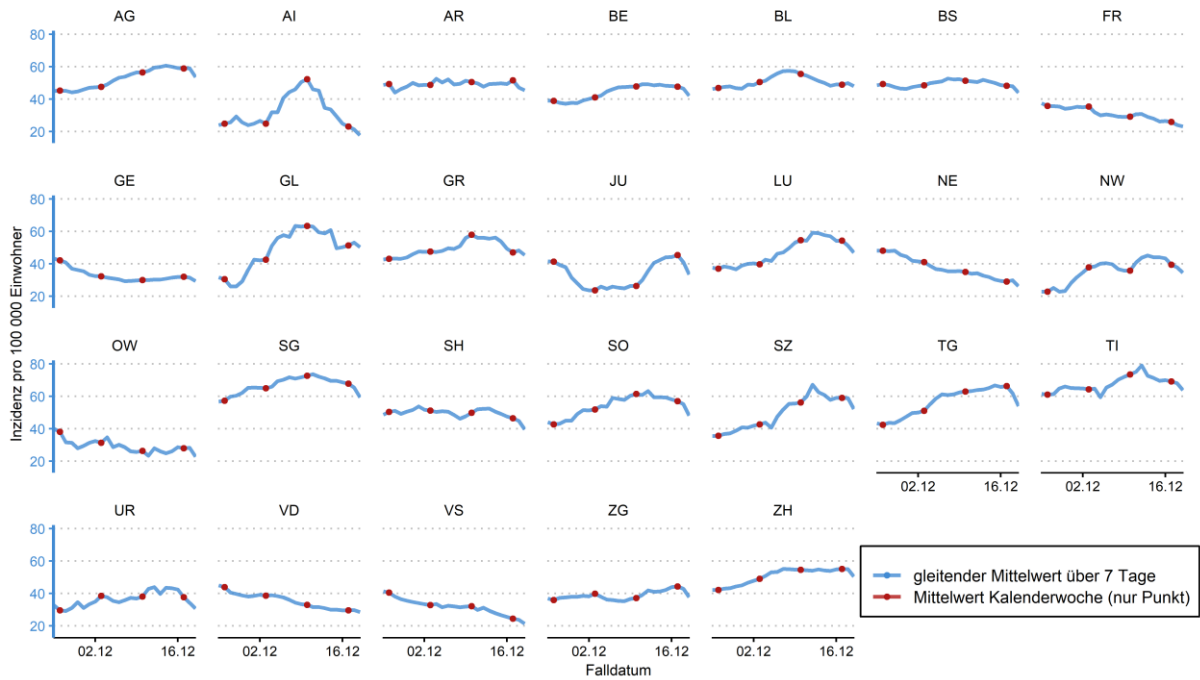 AG AI AR BE BL BS FR
80
60
40
20
GE GL GR JU LU NE NW
80
60
40
20
OW SG SH SO SZ TG TI
80
60
40
20
02.12 16.12 02.12 16.12
UR VD VS ZG ZH
80
60
40
20
02.12 16.12 02.12 16.12 02.12 16.12 02.12 16.12 02.12 16.12
Inzidenz pro 100 000 Einwohner
Falldatum
gleitender Mittelwert über 7 Tage
Mittelwert Kalenderwoche (nur Punkt)